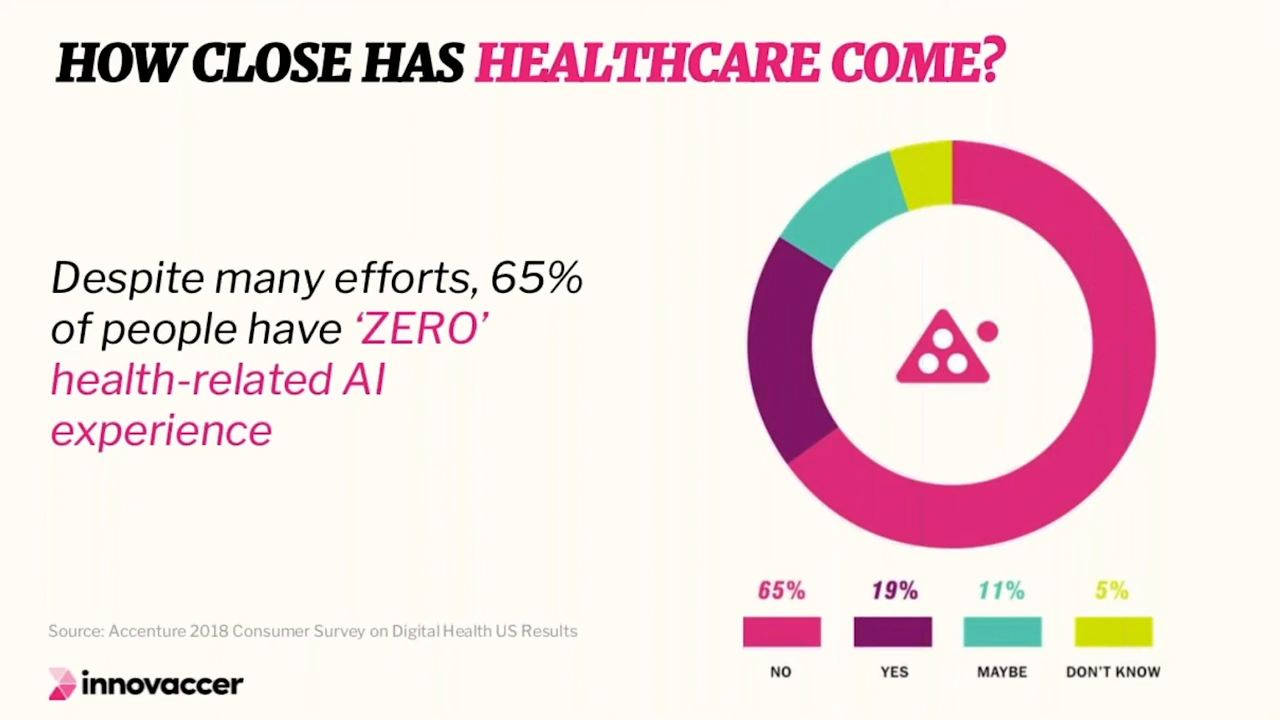 HOW CLOSE HAS HEALTHCARE COME?
Despite many efforts, 65%
of people have ‘ZERO’
health-related AI
experience
65% 19% 11% 5%
NO YES MAYBE DON'T KNOW
Source: Accenture 2018 Consumer Survey on Digital Health US Results
innovaccer